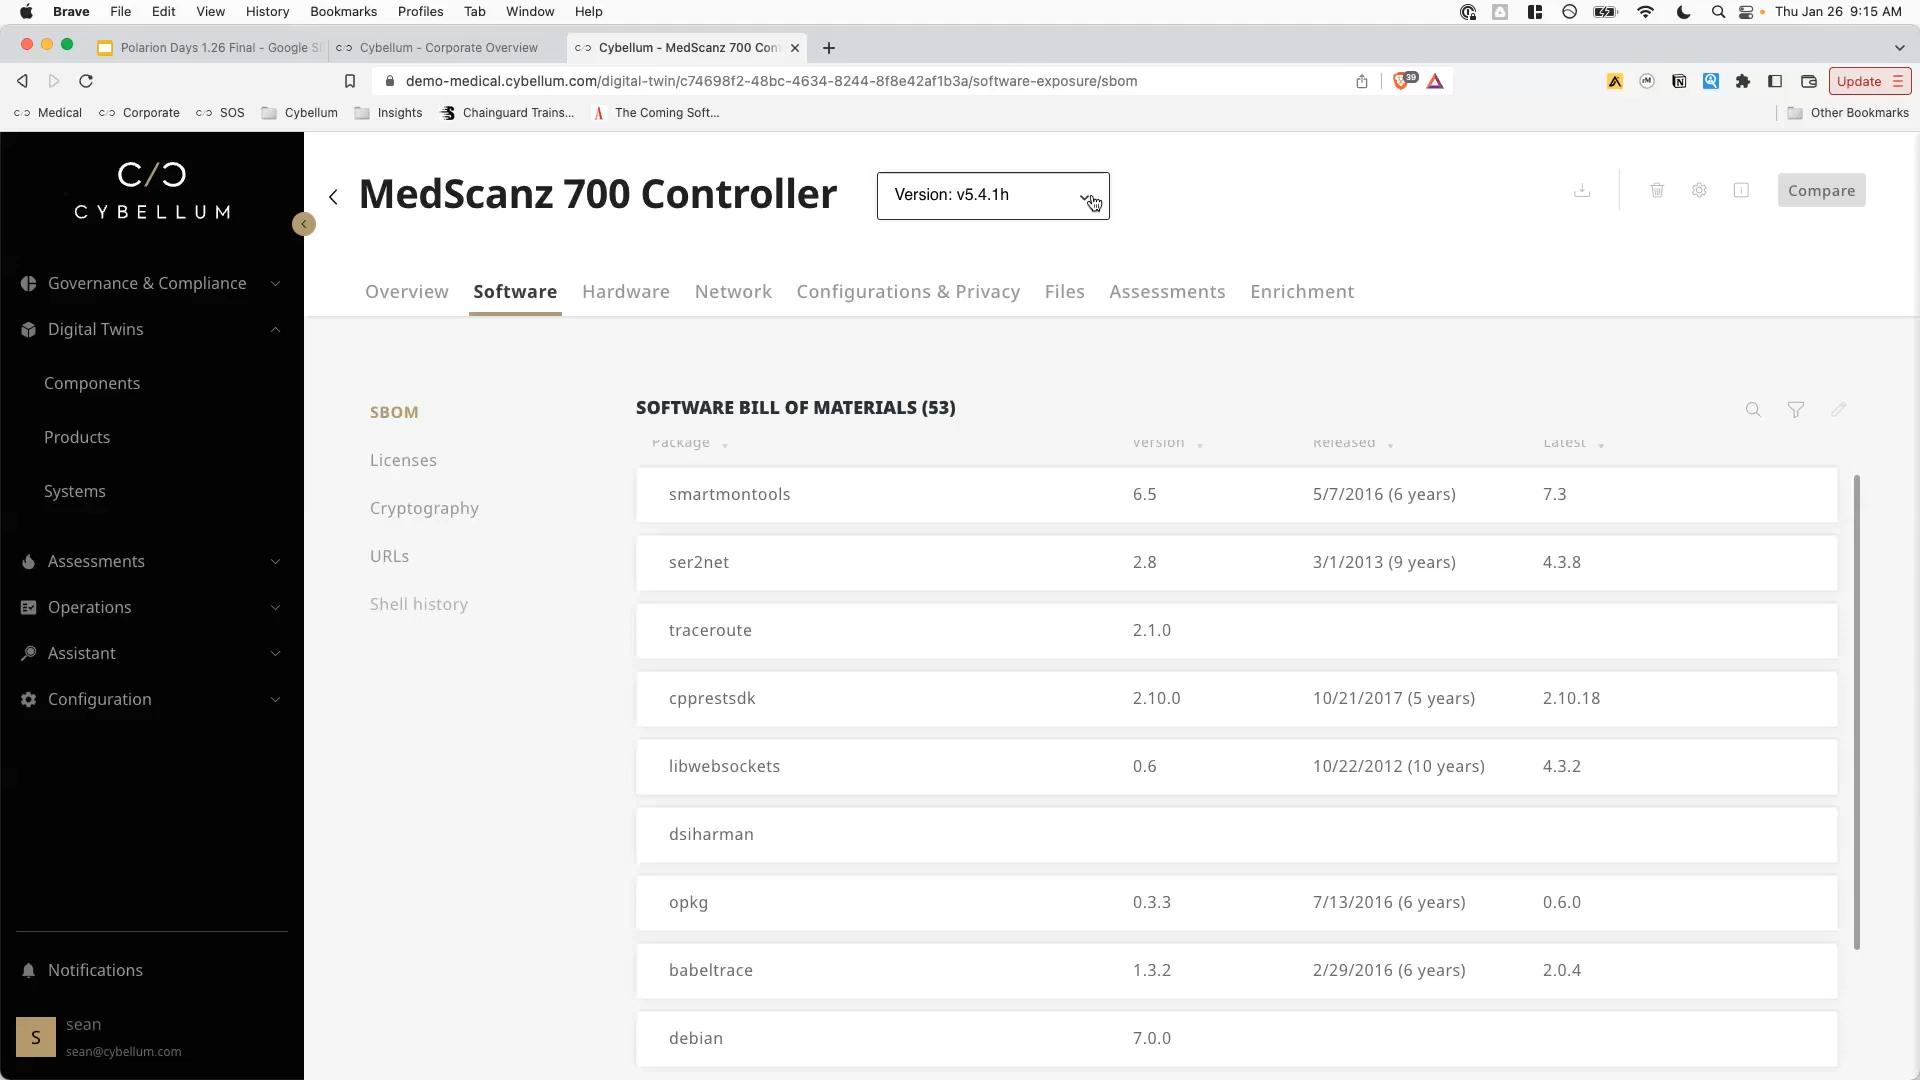 Brave File Edit View History Bookmarks Profiles Tab Window Help Thu Jan 26 9:15 AM
Polarion Days 1.26 Final - Google Sl Cybellum - Corporate Overview Cybellum - MedScanz 700 Con
demo-medical.cybellum.com/digital-twin/c74698f2-48bc-4634-8244-8f8e42af1b3a/software-exposure/sbom 39 Update
Medical Corporate SOS Cybellum Insights Chainguard Trains... The Coming Soft... Other Bookmarks
CYBELLUM
Governance & Compliance
Digital Twins
Components
Products
Systems
Assessments
Operations
Assistant
Configuration
Notifications
S
sean
sean@cybellum.com
MedScanz 700 Controller
Version: v5.4.1h
Compare
Overview Software Hardware Network Configurations & Privacy Files Assessments Enrichment
SBOM
Licenses
Cryptography
URLs
Shell history
SOFTWARE BILL OF MATERIALS (53)
Package Version Released Latest
smartmontools 6.5 5/7/2016 (6 years) 7.3
ser2net 2.8 3/1/2013 (9 years) 4.3.8
traceroute 2.1.0
cpprestsdk 2.10.0 10/21/2017 (5 years) 2.10.18
libwebsockets 0.6 10/22/2012 (10 years) 4.3.2
dsiharman
opkg 0.3.3 7/13/2016 (6 years) 0.6.0
babeltrace 1.3.2 2/29/2016 (6 years) 2.0.4
debian 7.0.0